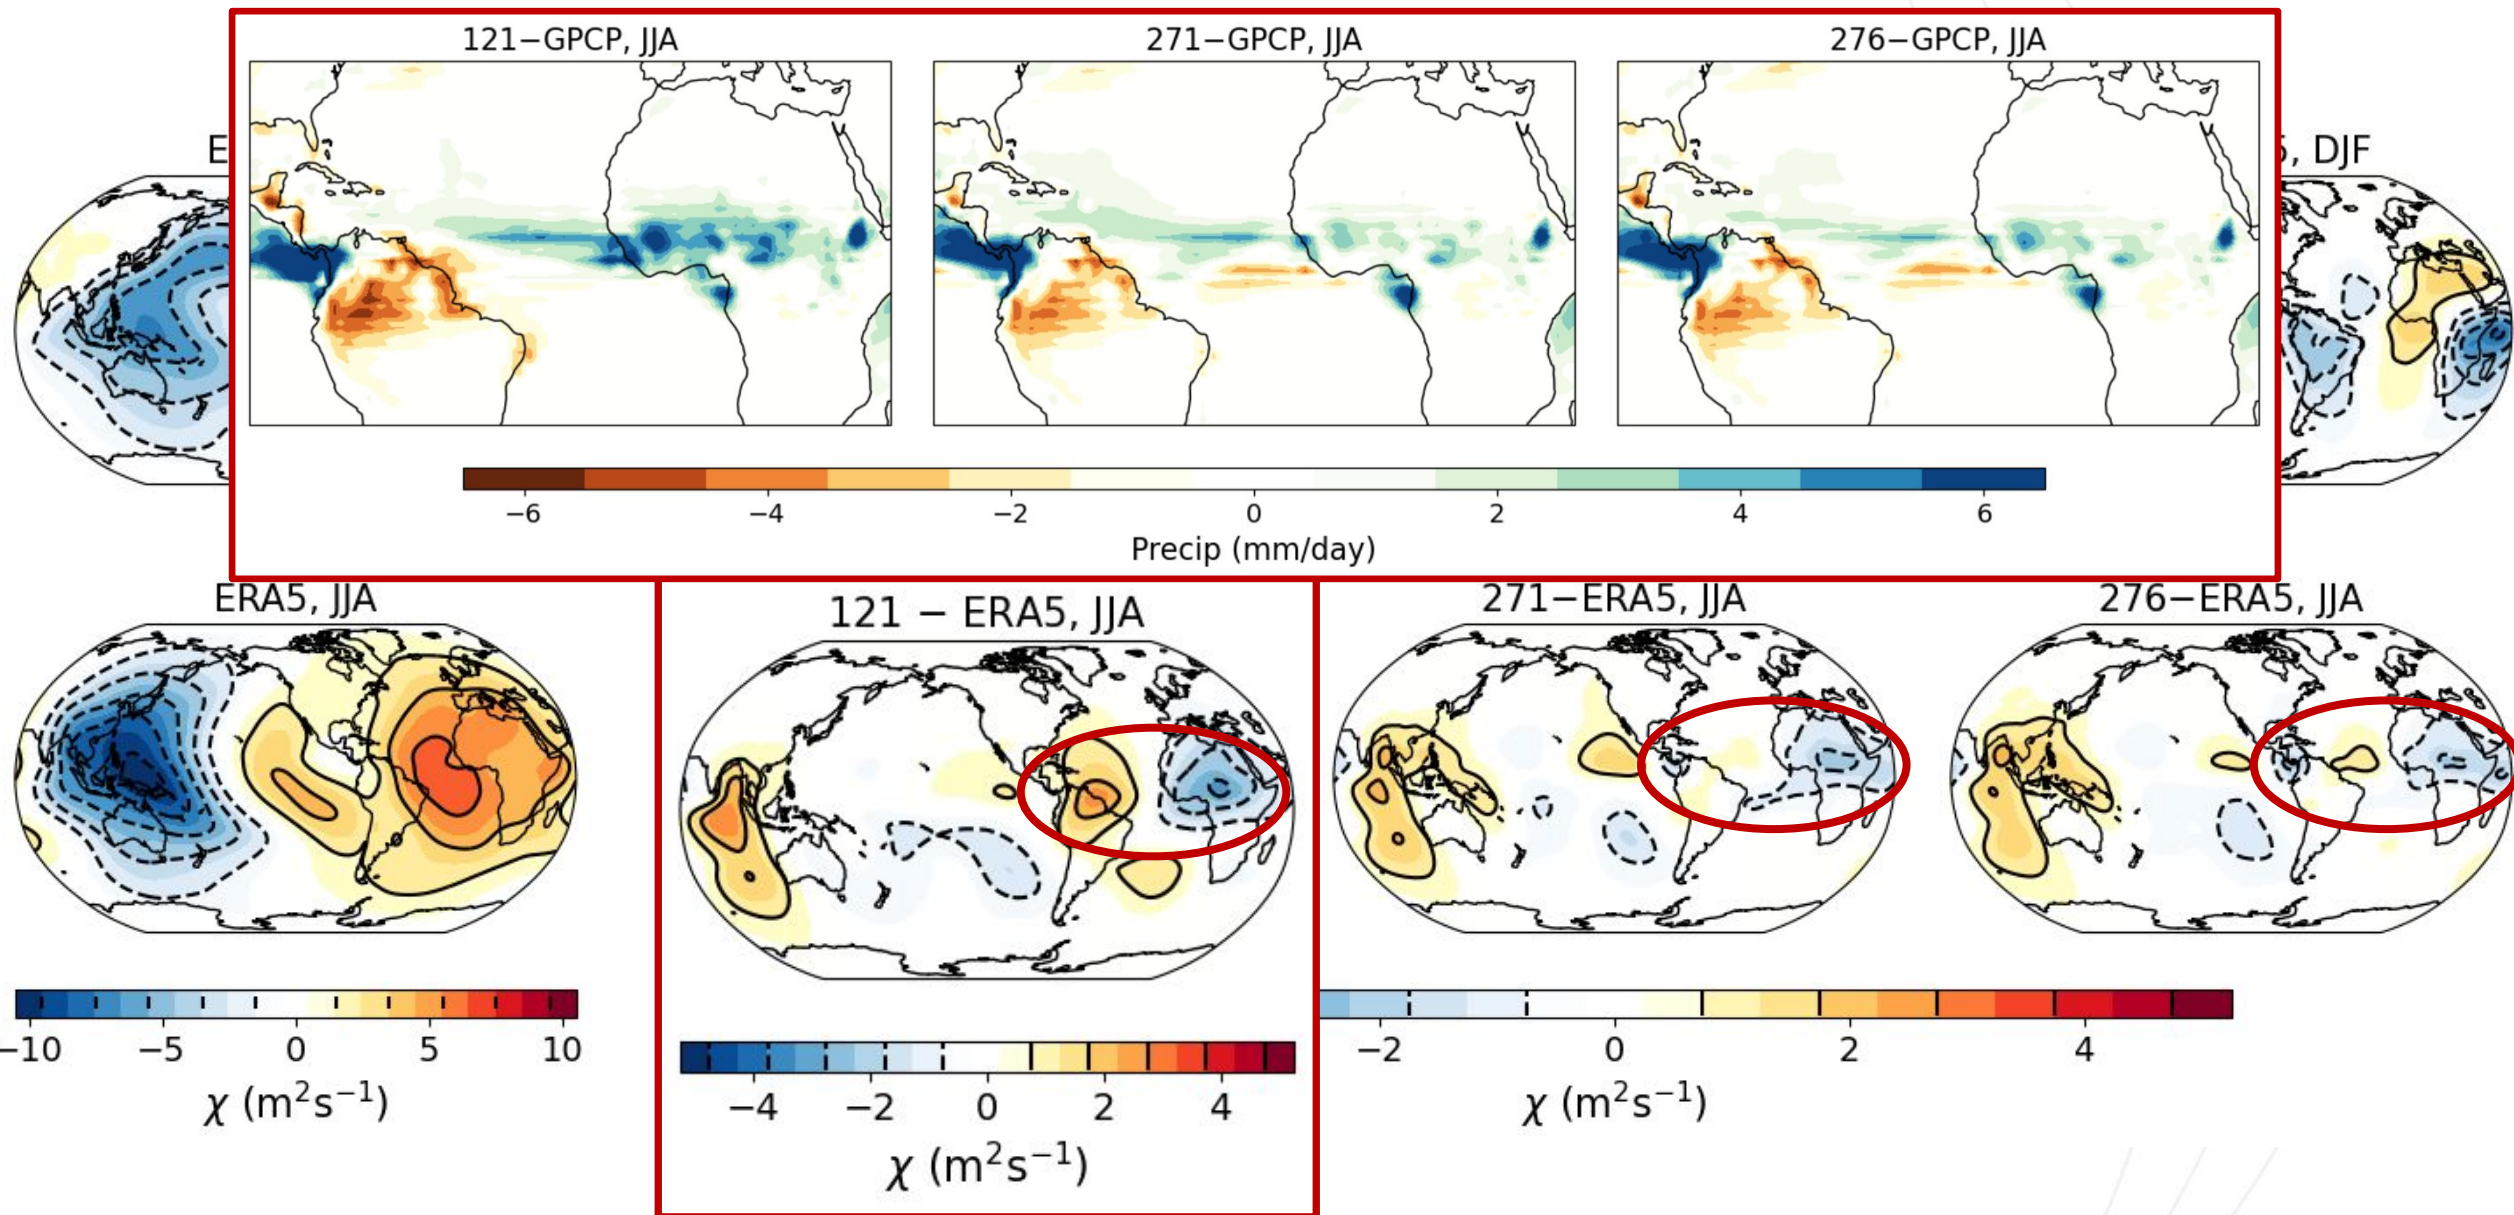 121−GPCP, JJA
271−GPCP, JJA
276−GPCP, JJA
−6 −4 −2 0 2 4 6
Precip (mm/day)
, DJF
ERA5, JJA
121 − ERA5, JJA
271−ERA5, JJA
276−ERA5, JJA
−10 −5 0 5 10
χ (m²s⁻¹)
−4 −2 0 2 4
χ (m²s⁻¹)
−2 0 2 4
χ (m²s⁻¹)